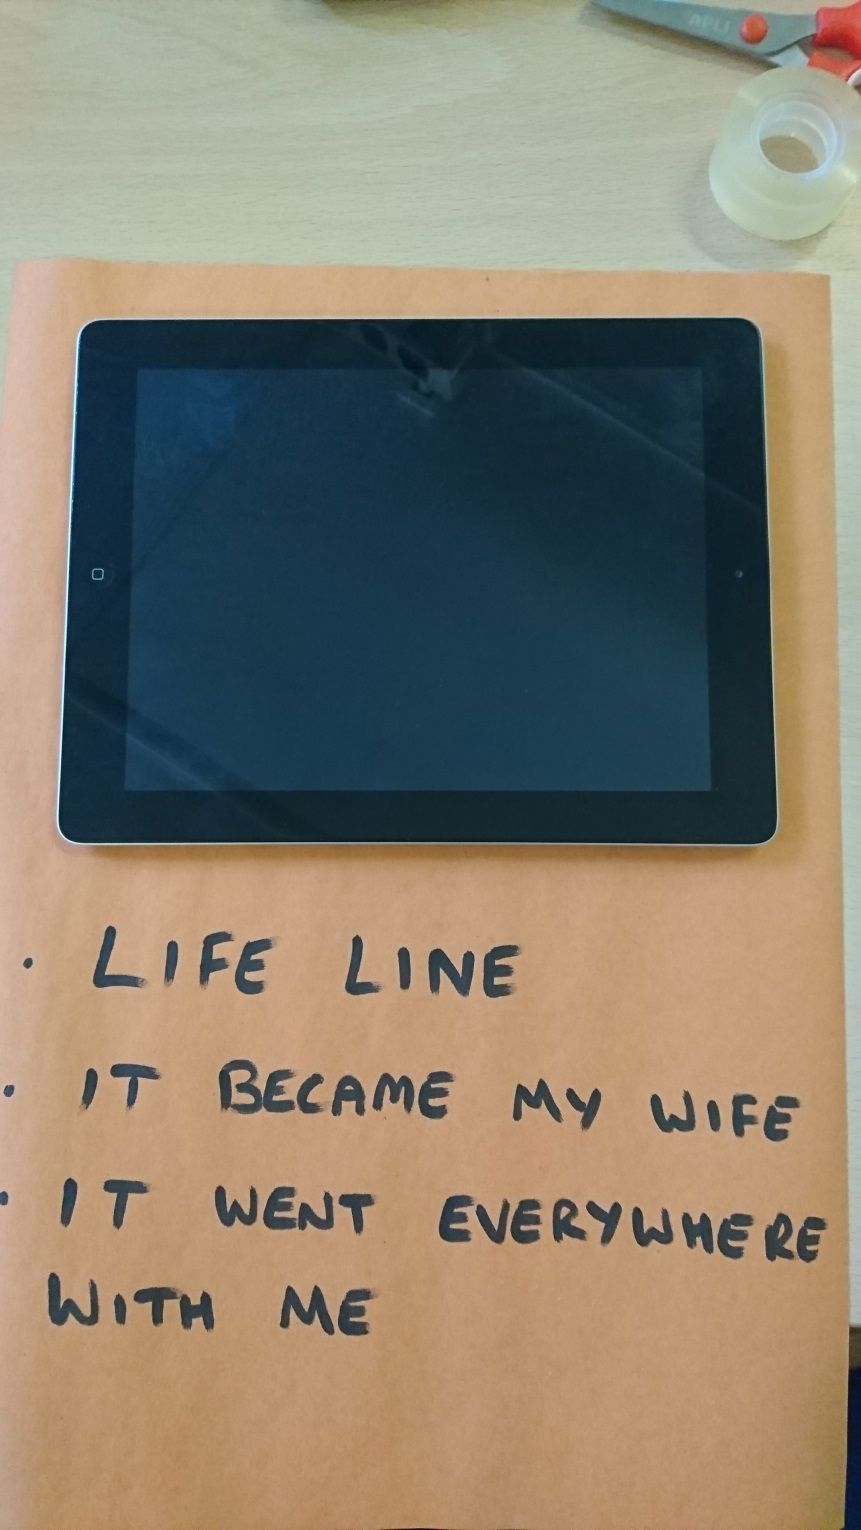 APLI
· LIFE LINE
· IT BECAME MY WIFE
· IT WENT EVERYWHERE
WITH ME